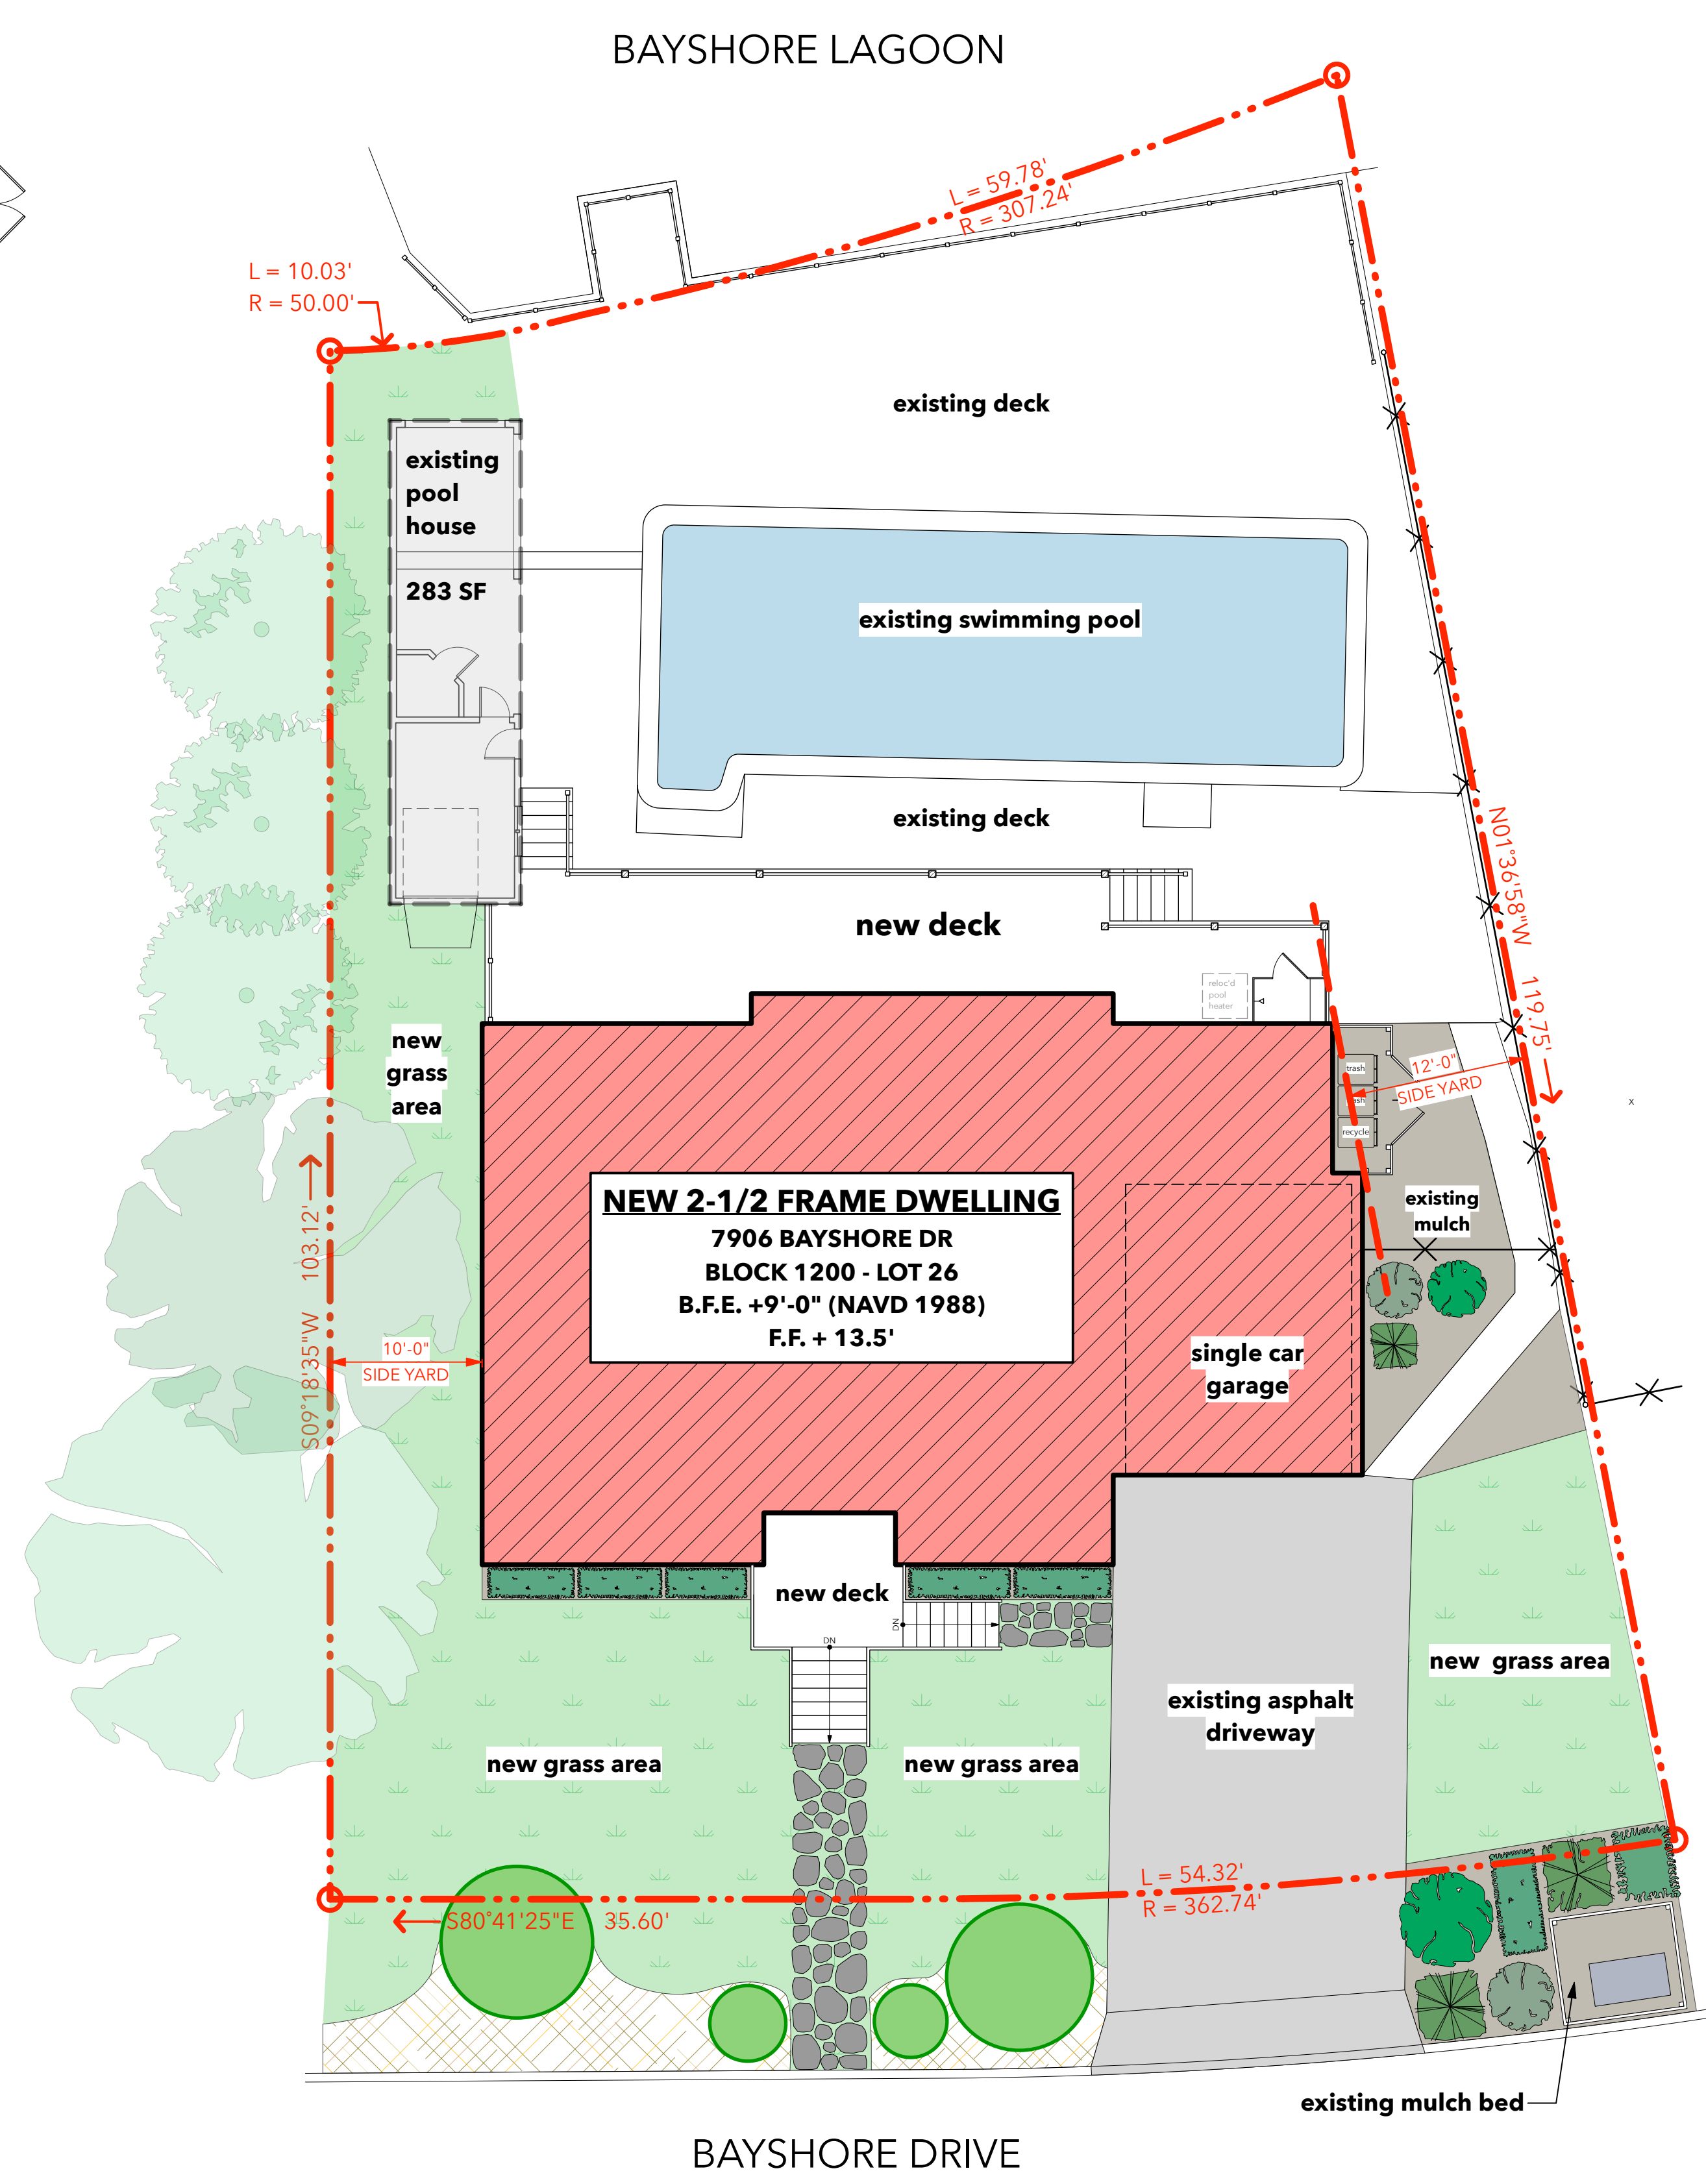 BAYSHORE LAGOON
L = 59.78'
R = 307.24'
L = 10.03'
R = 50.00'
existing deck
existing
pool
house
283 SF
existing swimming pool
existing deck
N01°36'58"W 119.75'
new deck
reloc'd
pool
heater
new
grass
area
trash
12'-0"
SIDE YARD
recycle
x
existing
mulch
NEW 2-1/2 FRAME DWELLING
7906 BAYSHORE DR
BLOCK 1200 - LOT 26
B.F.E. +9'-0" (NAVD 1988)
F.F. + 13.5'
S09°18'35"W 103.12'
10'-0"
SIDE YARD
single car
garage
new deck
DN
DN
new grass area
existing asphalt
driveway
new grass area
new grass area
L = 54.32'
R = 362.74'
S80°41'25"E 35.60'
existing mulch bed
BAYSHORE DRIVE